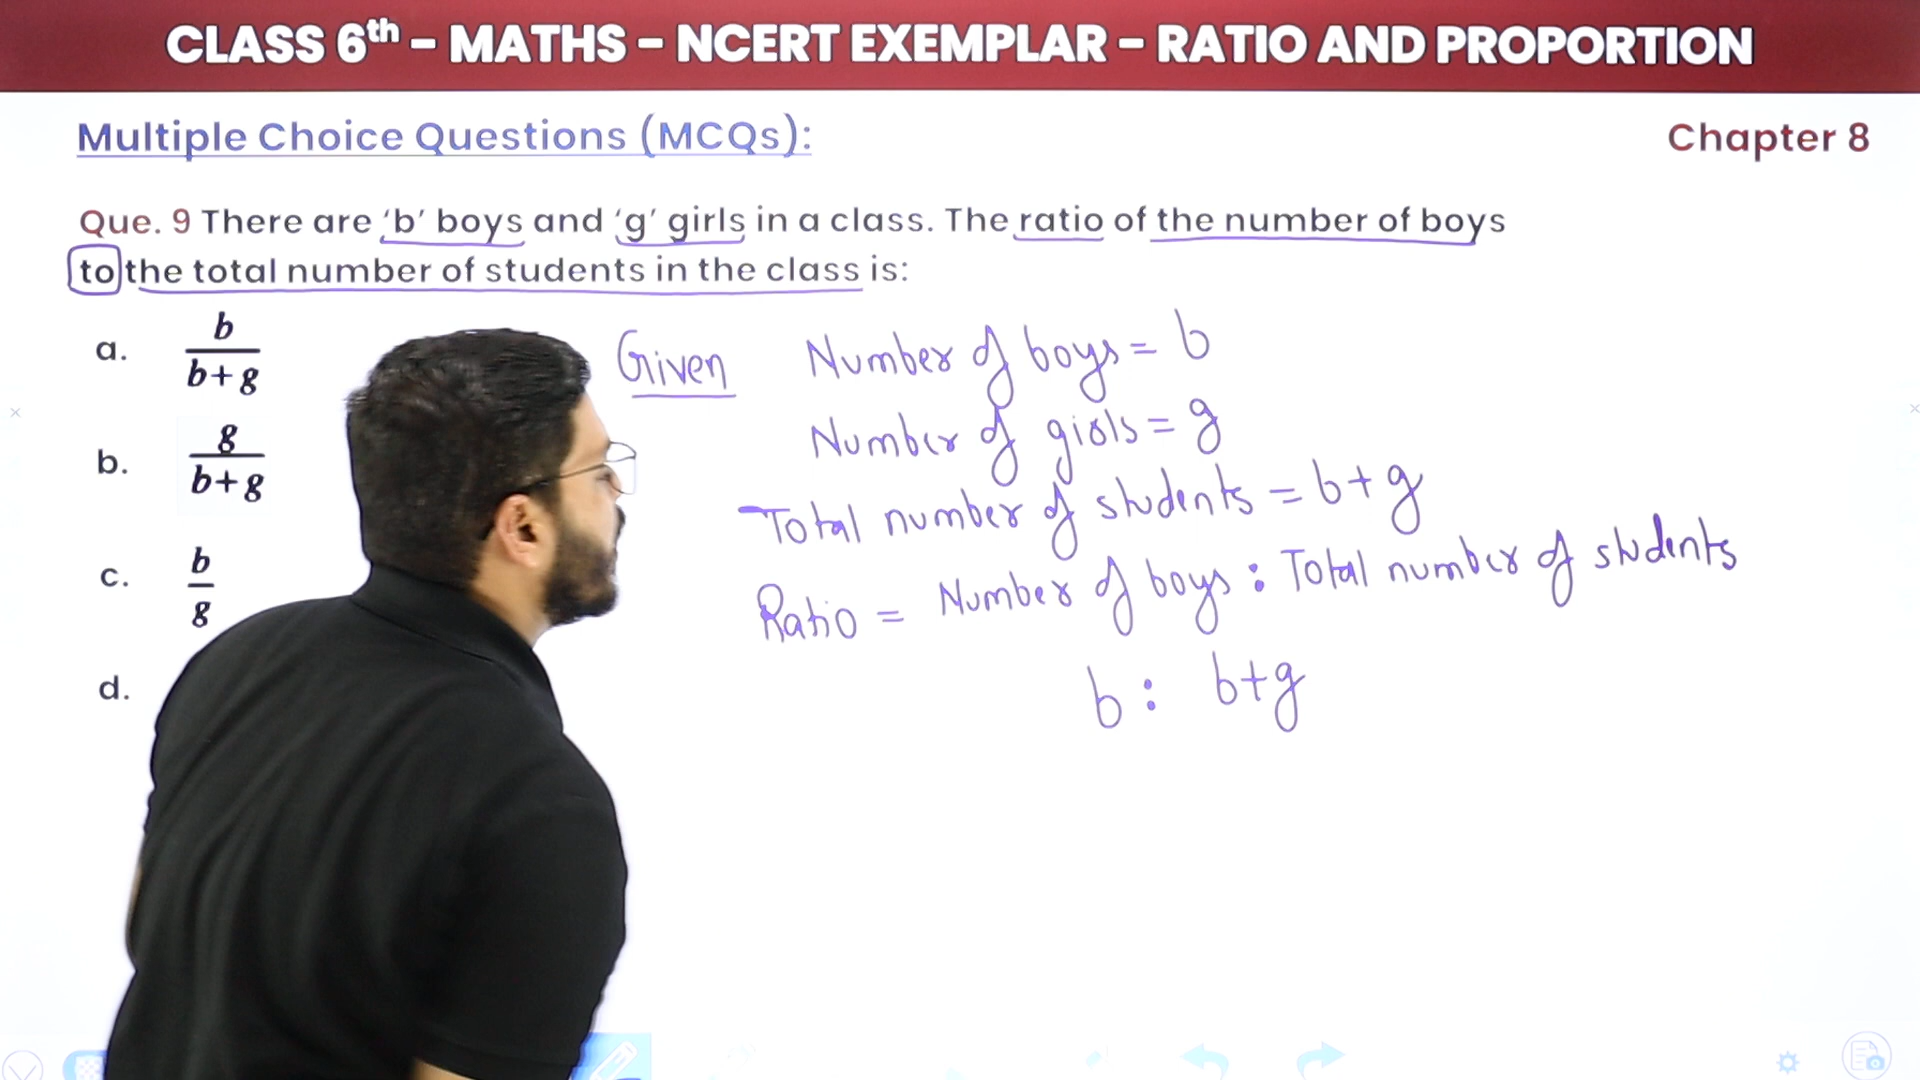 CLASS 6th – MATHS – NCERT EXEMPLAR – RATIO AND PROPORTION
Multiple Choice Questions (MCQs):
Chapter 8
Que. 9 There are ‘b’ boys and ‘g’ girls in a class. The ratio of the number of boys
to the total number of students in the class is:
a. b/(b+g)
b. g/(b+g)
c. b/g
d.
Given Number of boys = b
Number of girls = g
Total number of students = b+g
Ratio = Number of boys : Total number of students
b : b+g